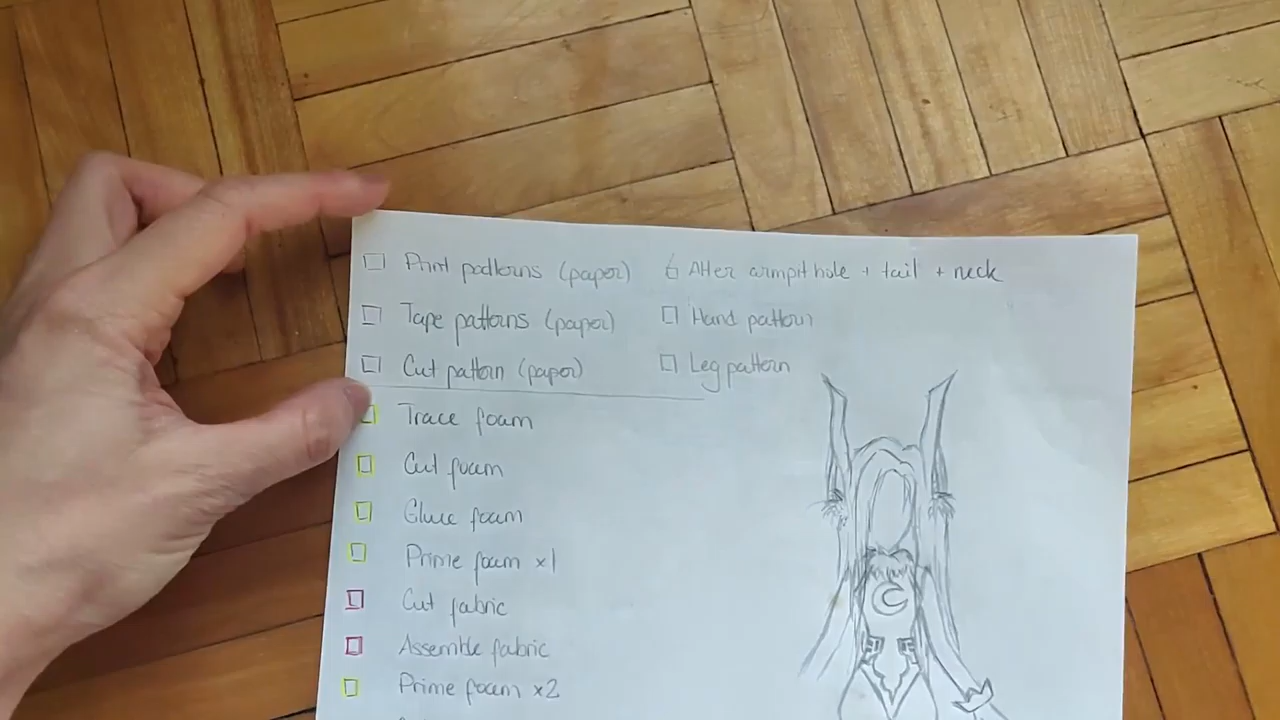 Print patterns (paper)
Tape patterns (paper)
Cut pattern (paper)
Alter armpit hole + tail + neck
Hand pattern
Leg pattern
Trace foam
Cut foam
Glue foam
Prime foam x1
Cut fabric
Assemble fabric
Prime foam x2